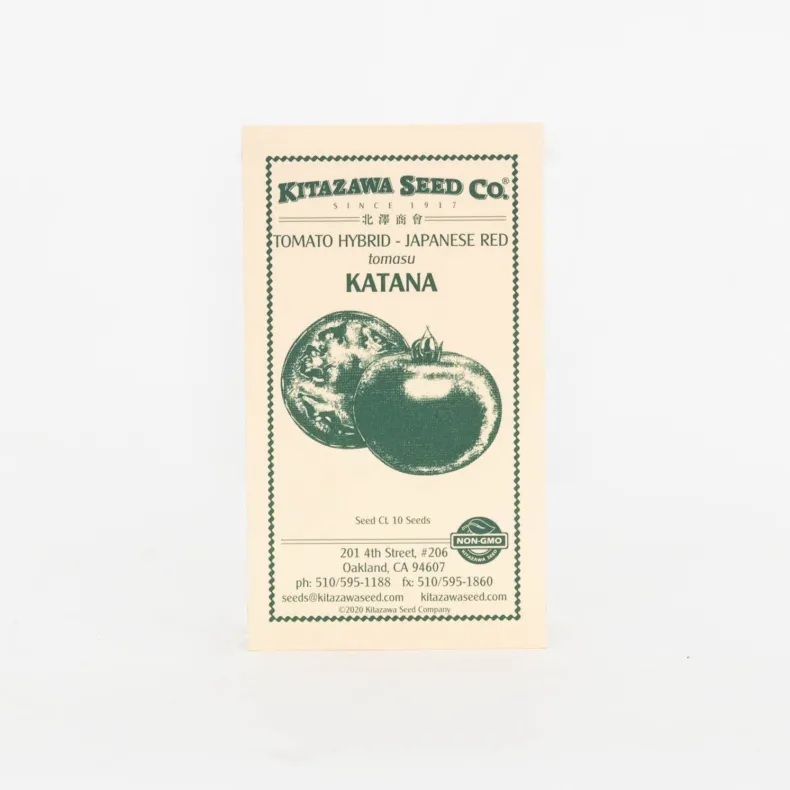 KITAZAWA SEED CO.®
SINCE 1917
北澤商會
TOMATO HYBRID - JAPANESE RED
tomasu
KATANA
Seed Ct. 10 Seeds
NON-GMO
KITAZAWA SEED
201 4th Street, #206
Oakland, CA 94607
ph: 510/595-1188 fx: 510/595-1860
seeds@kitazawaseed.com kitazawaseed.com
©2020 Kitazawa Seed Company